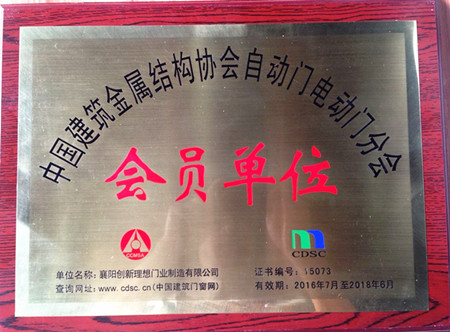 中国建筑金属结构协会自动门电动门分会
会员单位
CCMSA
CDSC
单位名称：襄阳创新理想门业制造有限公司
证书编号：15073
查询网址：www.cdsc.cn(中国建筑门窗网)
有效期：2016年7月至2018年6月